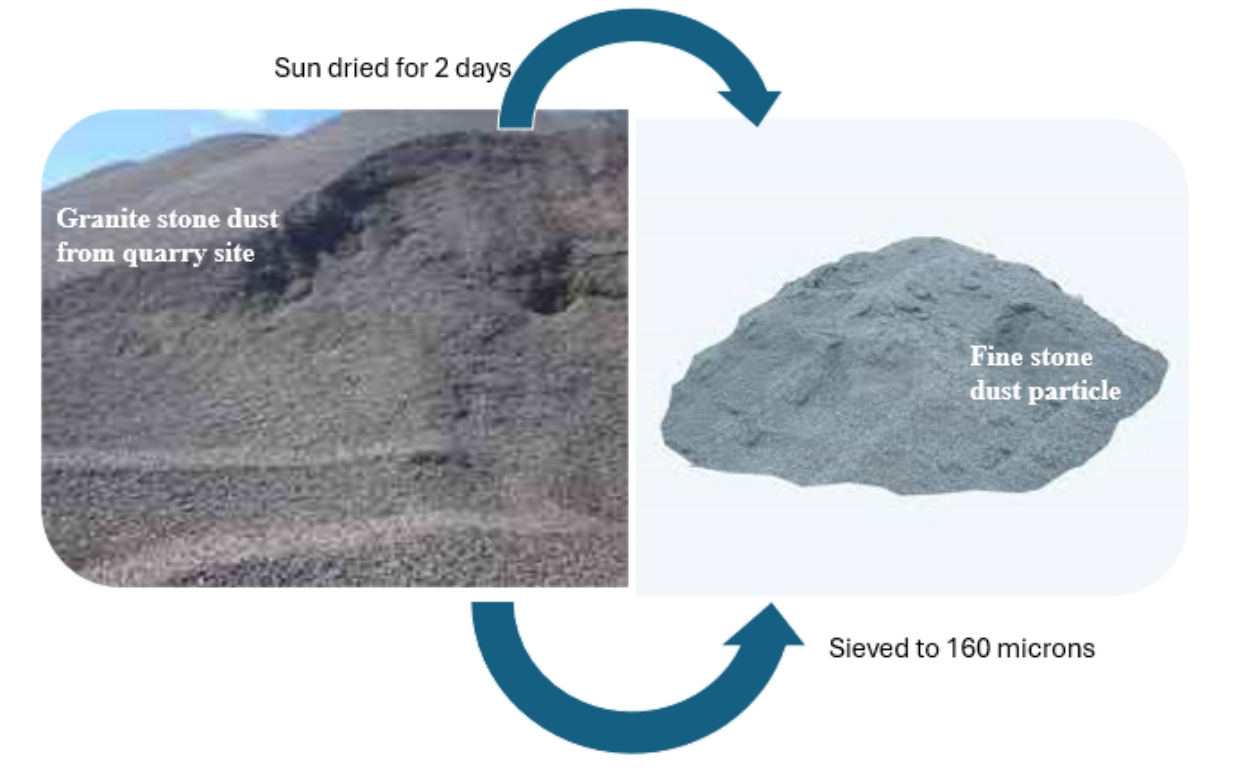 Sun dried for 2 days
Granite stone dust
from quarry site
Fine stone
dust particle
Sieved to 160 microns